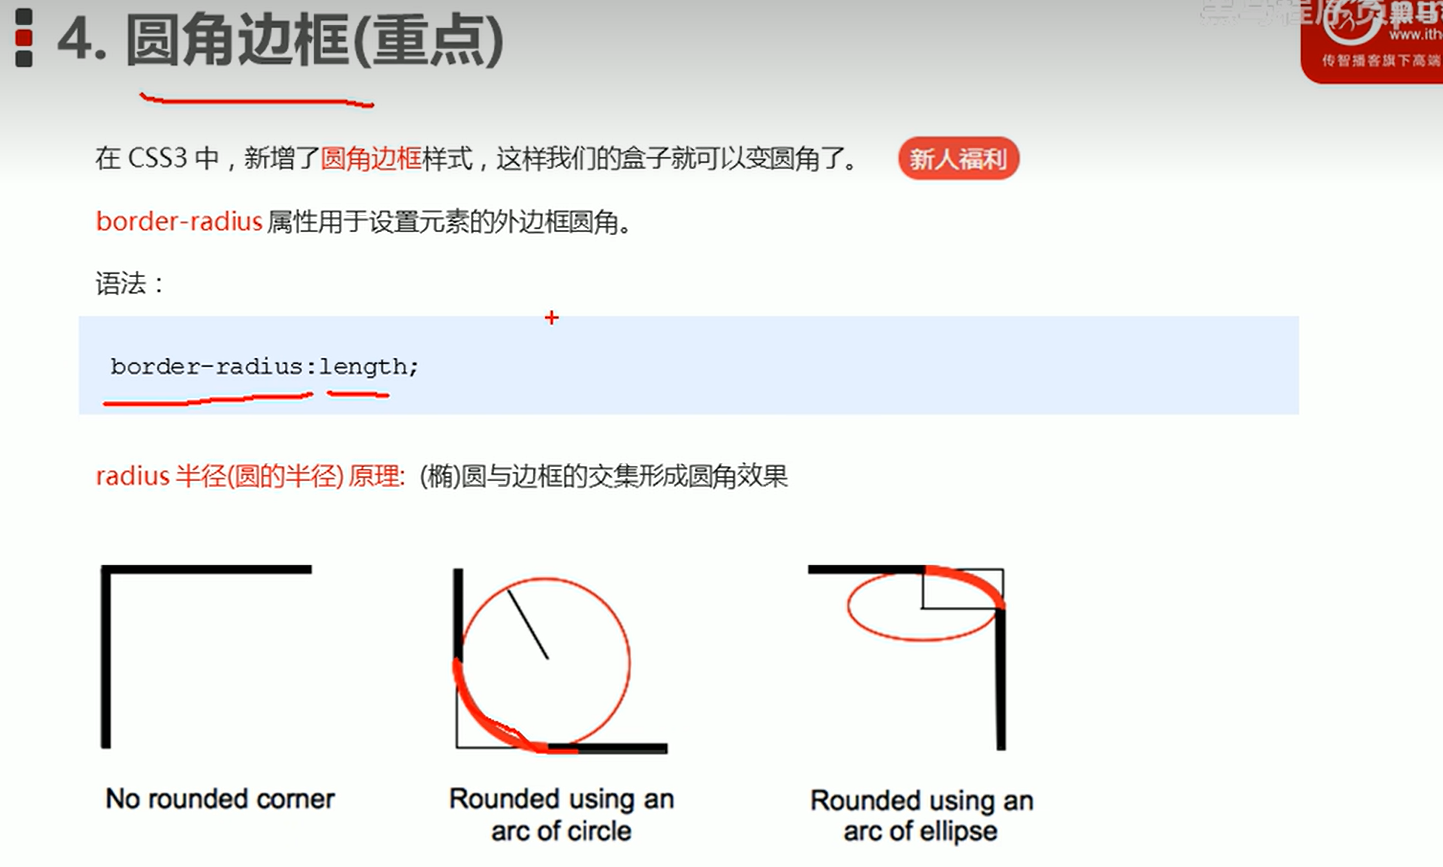 4. 圆角边框(重点)
www.ith
传智播客旗下高端
在 CSS3 中，新增了圆角边框样式，这样我们的盒子就可以变圆角了。
新人福利
border-radius 属性用于设置元素的外边框圆角。
语法：
border-radius:length;
radius 半径(圆的半径) 原理: (椭)圆与边框的交集形成圆角效果
No rounded corner
Rounded using an
arc of circle
Rounded using an
arc of ellipse